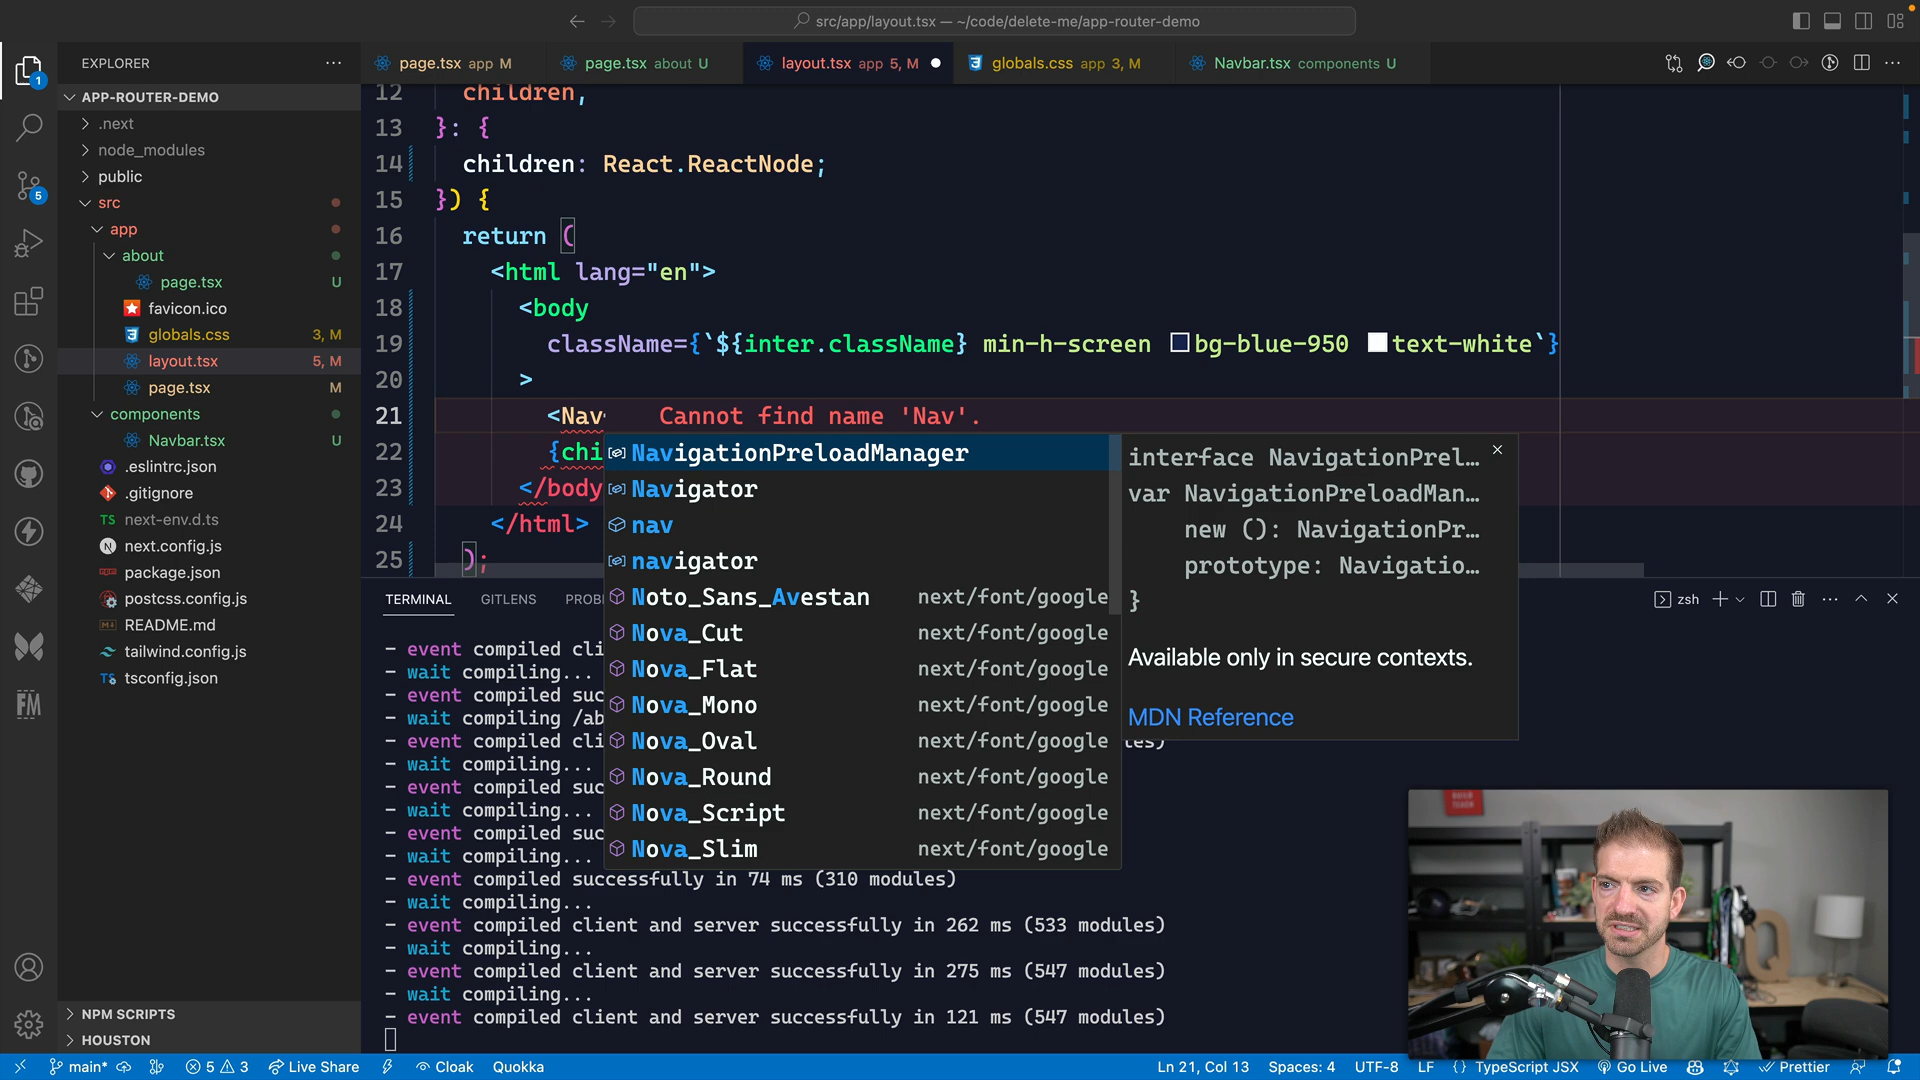 src/app/layout.tsx — ~/code/delete-me/app-router-demo
EXPLORER
page.tsx app M
page.tsx about U
layout.tsx app 5, M
globals.css app 3, M
Navbar.tsx components U
APP-ROUTER-DEMO
.next
node_modules
public
src
app
about
page.tsx U
favicon.ico
globals.css 3, M
layout.tsx 5, M
page.tsx M
components
Navbar.tsx U
.eslintrc.json
.gitignore
TS next-env.d.ts
next.config.js
package.json
postcss.config.js
README.md
tailwind.config.js
tsconfig.json
NPM SCRIPTS
HOUSTON
1
5
FM
12 children,
13 }: {
14 children: React.ReactNode;
15 }) {
16 return (
17 <html lang="en">
18 <body
19 className={`${inter.className} min-h-screen bg-blue-950 text-white`}
20 >
21 <Nav Cannot find name 'Nav'.
22 {chi
23 </body
24 </html>
25 );
NavigationPreloadManager
Navigator
nav
navigator
Noto_Sans_Avestan next/font/google
Nova_Cut next/font/google
Nova_Flat next/font/google
Nova_Mono next/font/google
Nova_Oval next/font/google
Nova_Round next/font/google
Nova_Script next/font/google
Nova_Slim next/font/google
interface NavigationPrel…
var NavigationPreloadMan…
new (): NavigationPr…
prototype: Navigatio…
}
Available only in secure contexts.
MDN Reference
TERMINAL GITLENS PROB
zsh
- event compiled cli
- wait compiling...
- event compiled suc
- wait compiling /ab
- event compiled cli les)
- wait compiling...
- event compiled suc
- wait compiling...
- event compiled suc
- wait compiling...
- event compiled successfully in 74 ms (310 modules)
- wait compiling...
- event compiled client and server successfully in 262 ms (533 modules)
- wait compiling...
- event compiled client and server successfully in 275 ms (547 modules)
- wait compiling...
- event compiled client and server successfully in 121 ms (547 modules)
main* 5 3 Live Share Cloak Quokka Ln 21, Col 13 Spaces: 4 UTF-8 LF {} TypeScript JSX Go Live Prettier